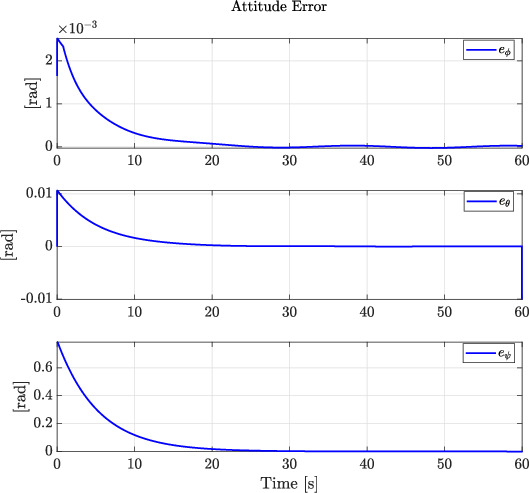 Attitude Error
×10⁻³
[rad]
2
1
0
e_ϕ
0 10 20 30 40 50 60
[rad]
0.01
0
-0.01
e_θ
0 10 20 30 40 50 60
[rad]
0.6
0.4
0.2
0
e_ψ
0 10 20 30 40 50 60
Time [s]